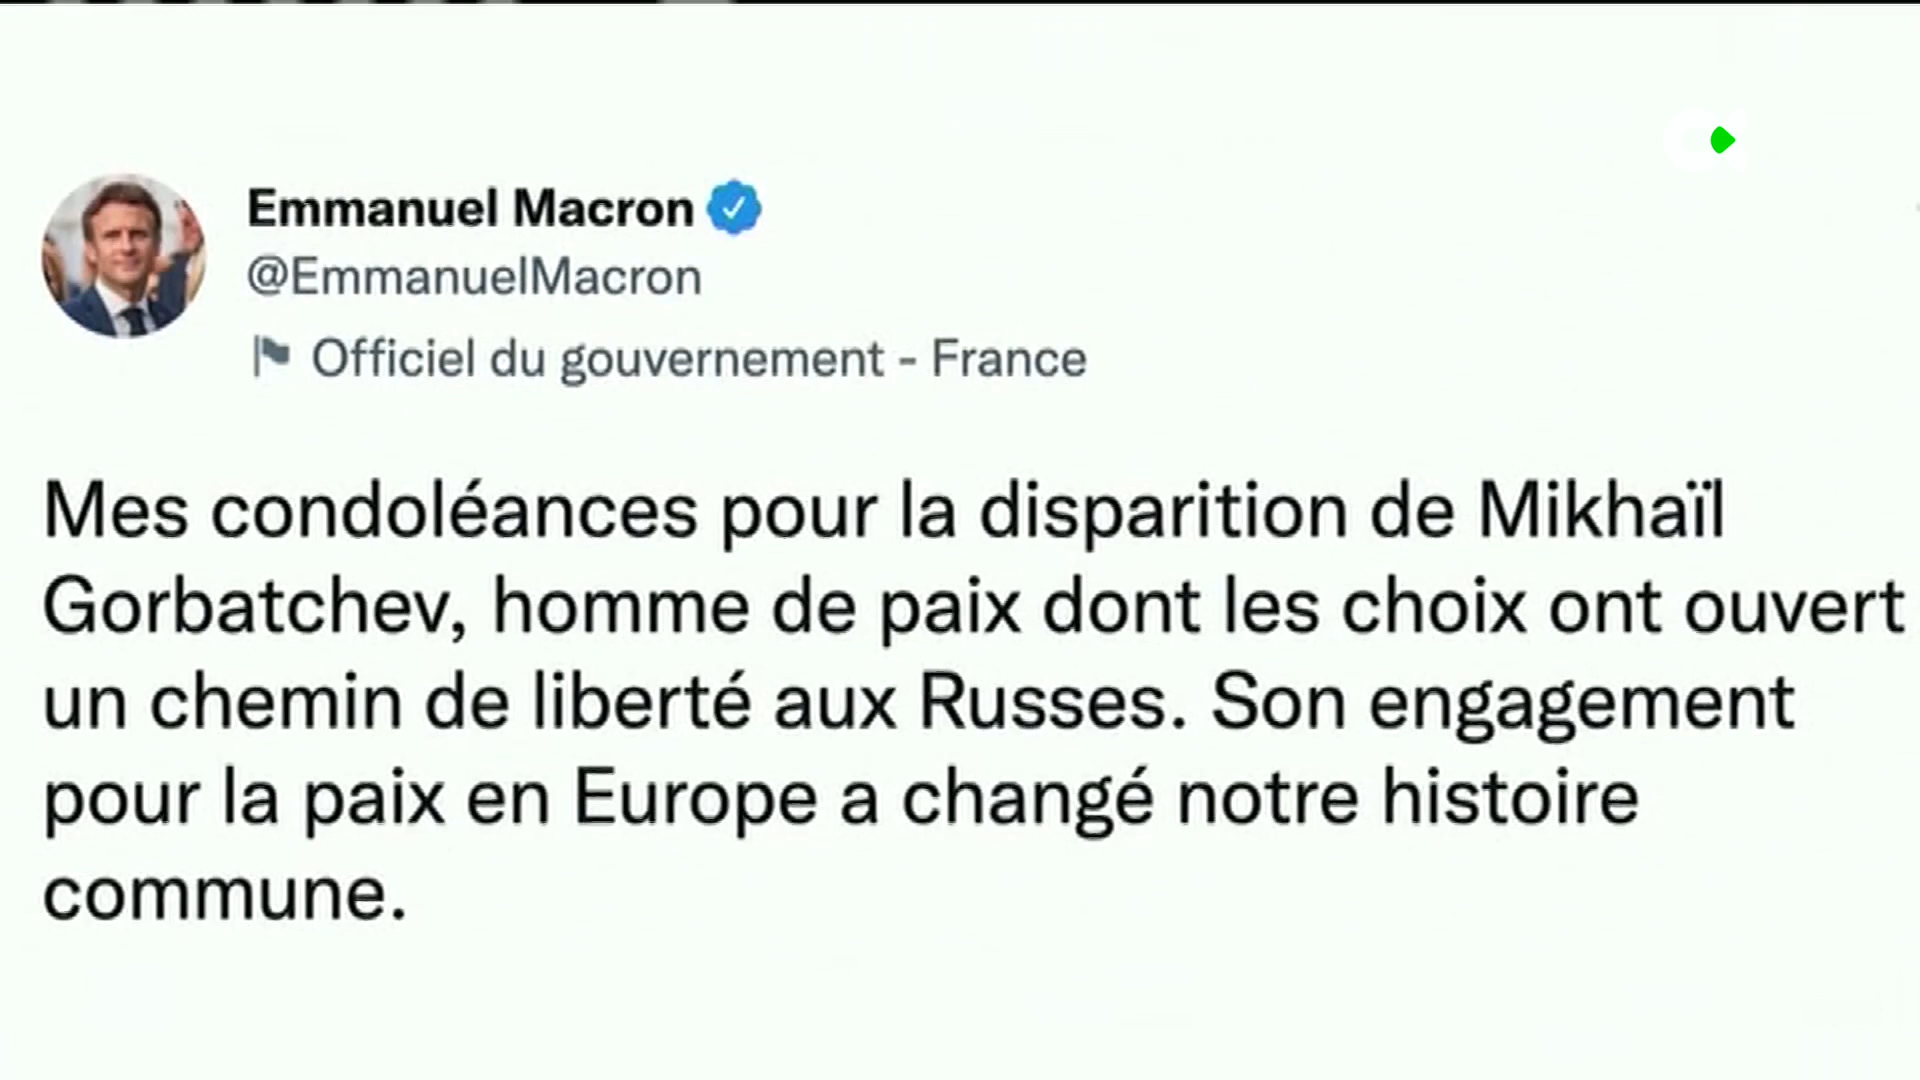 Emmanuel Macron
@EmmanuelMacron
Officiel du gouvernement - France
Mes condoléances pour la disparition de Mikhaïl
Gorbatchev, homme de paix dont les choix ont ouvert
un chemin de liberté aux Russes. Son engagement
pour la paix en Europe a changé notre histoire
commune.